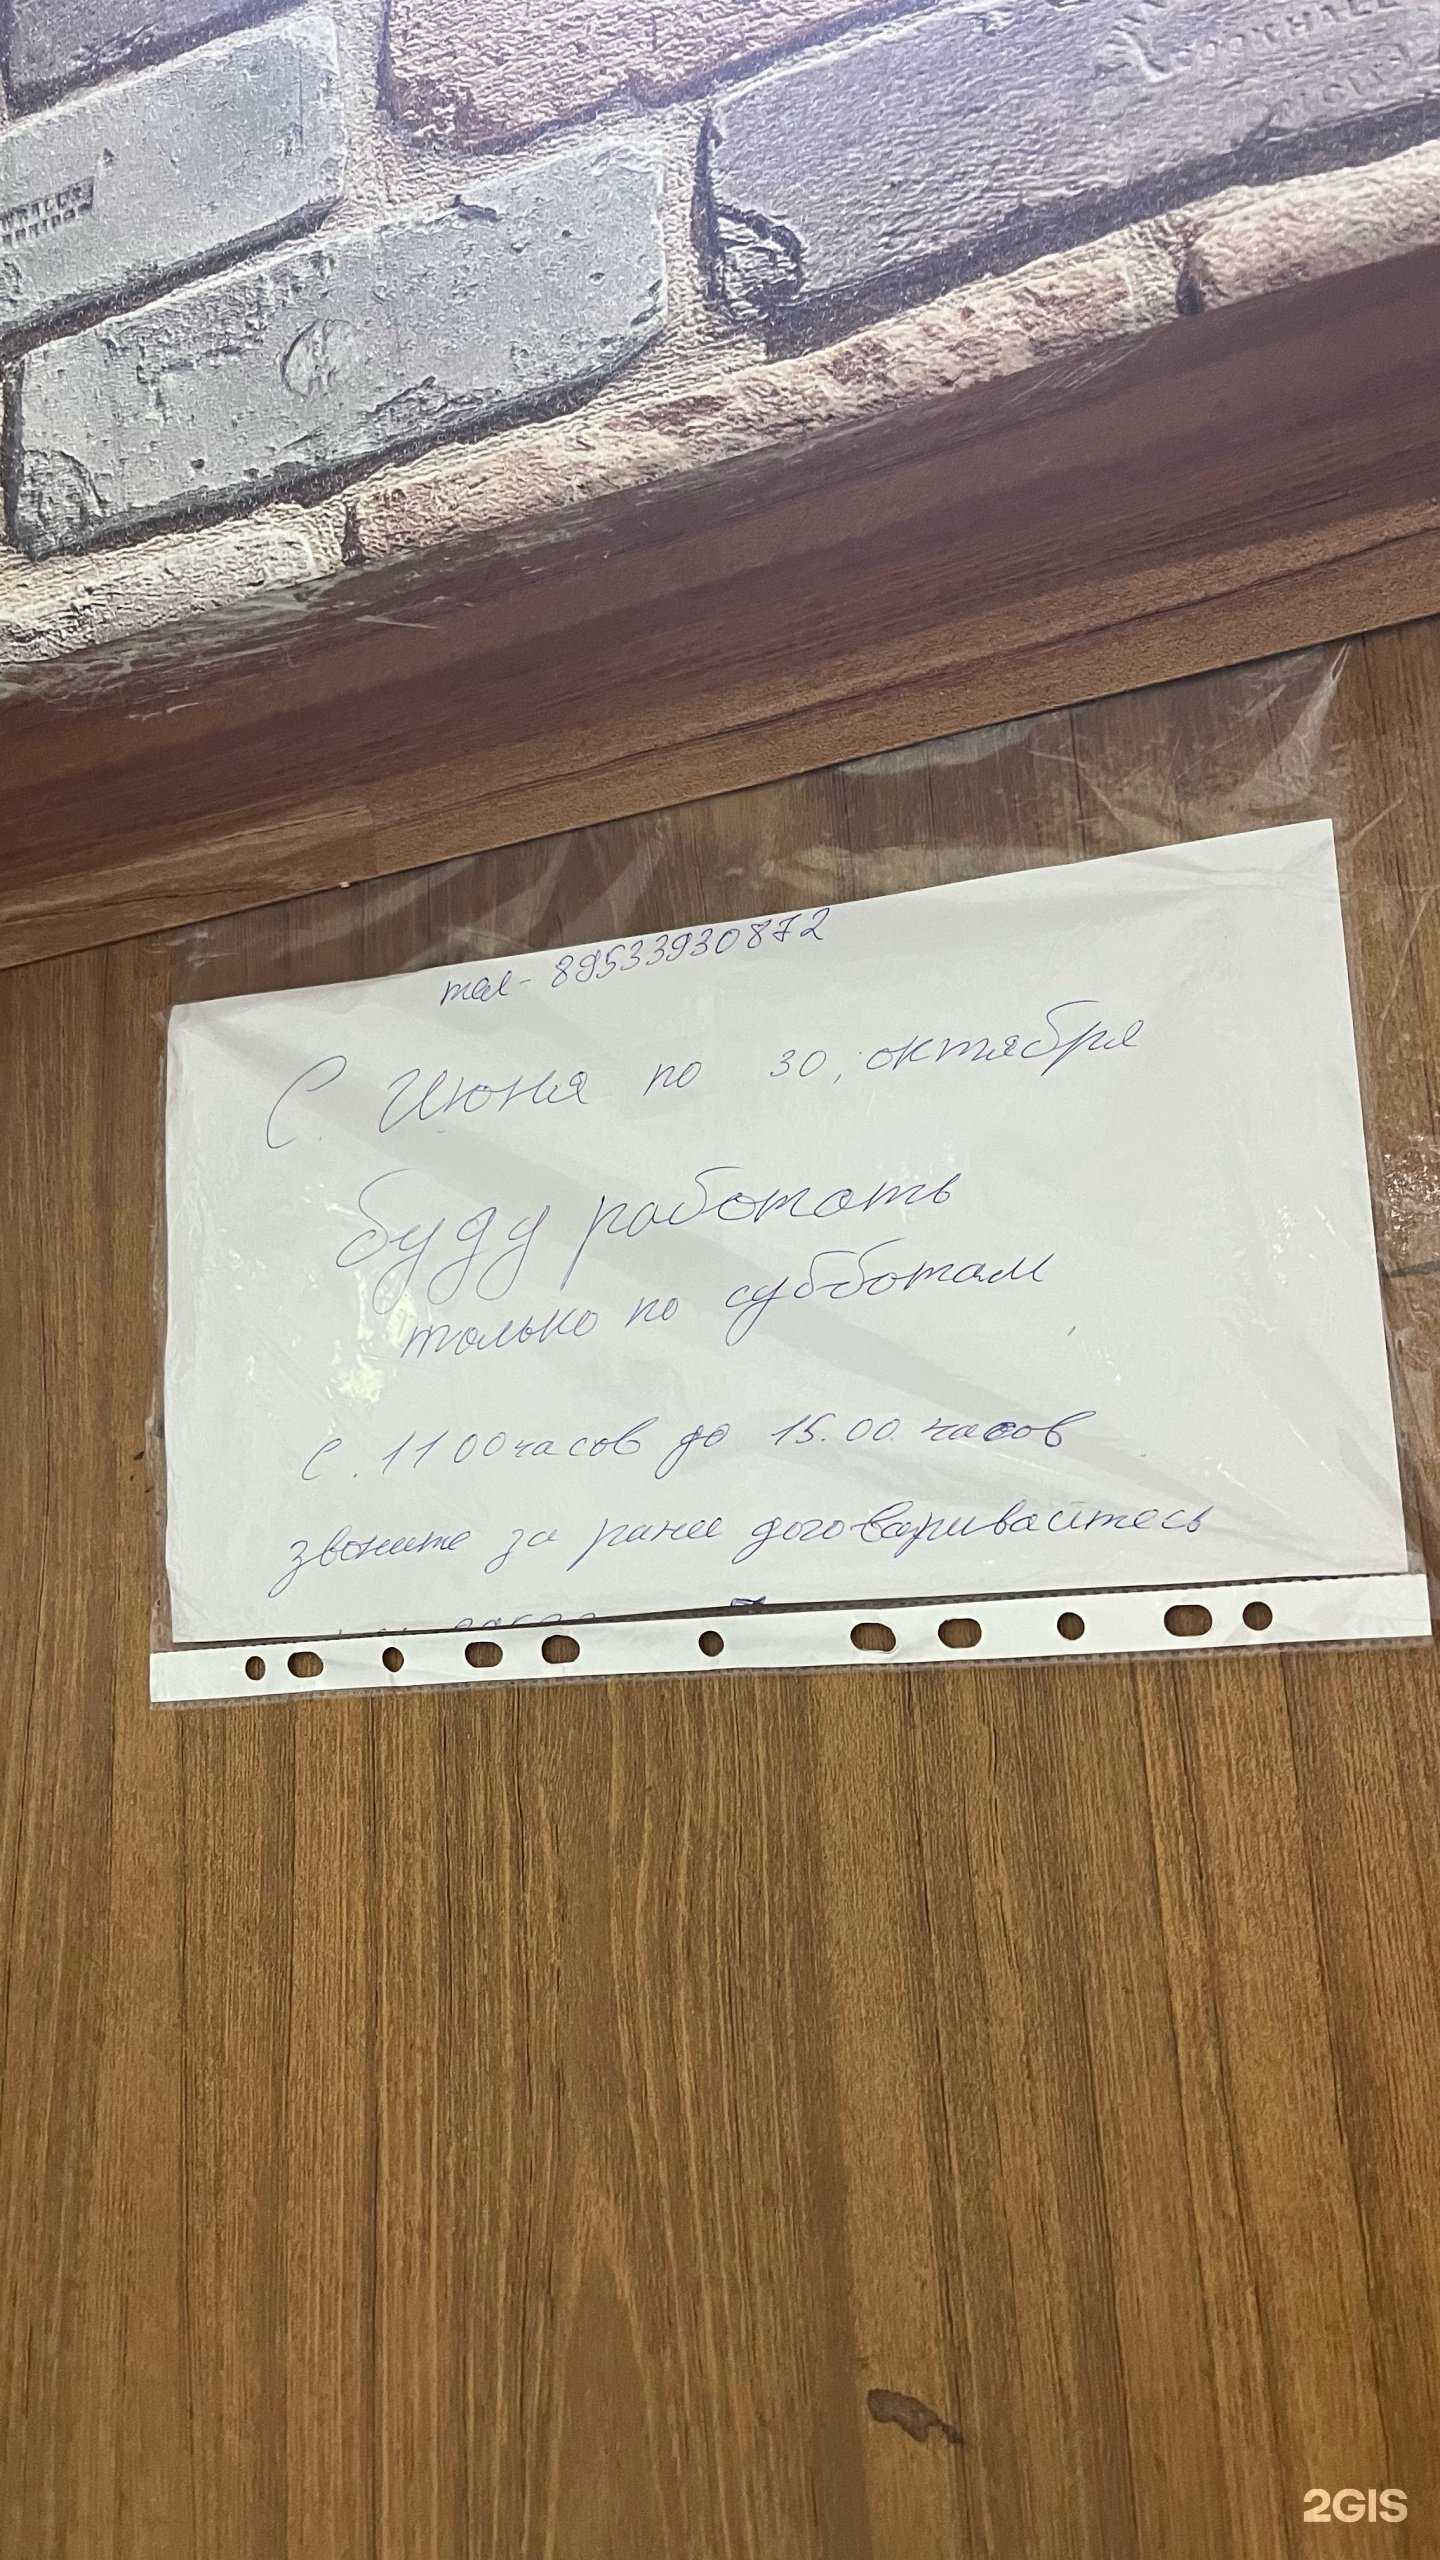 тел- 89533930872
С. Июня по 30, октября
буду работать
только по субботам
с. 11 00 часов до 15.00 часов
звоните за ранее договаривайтесь
2GIS